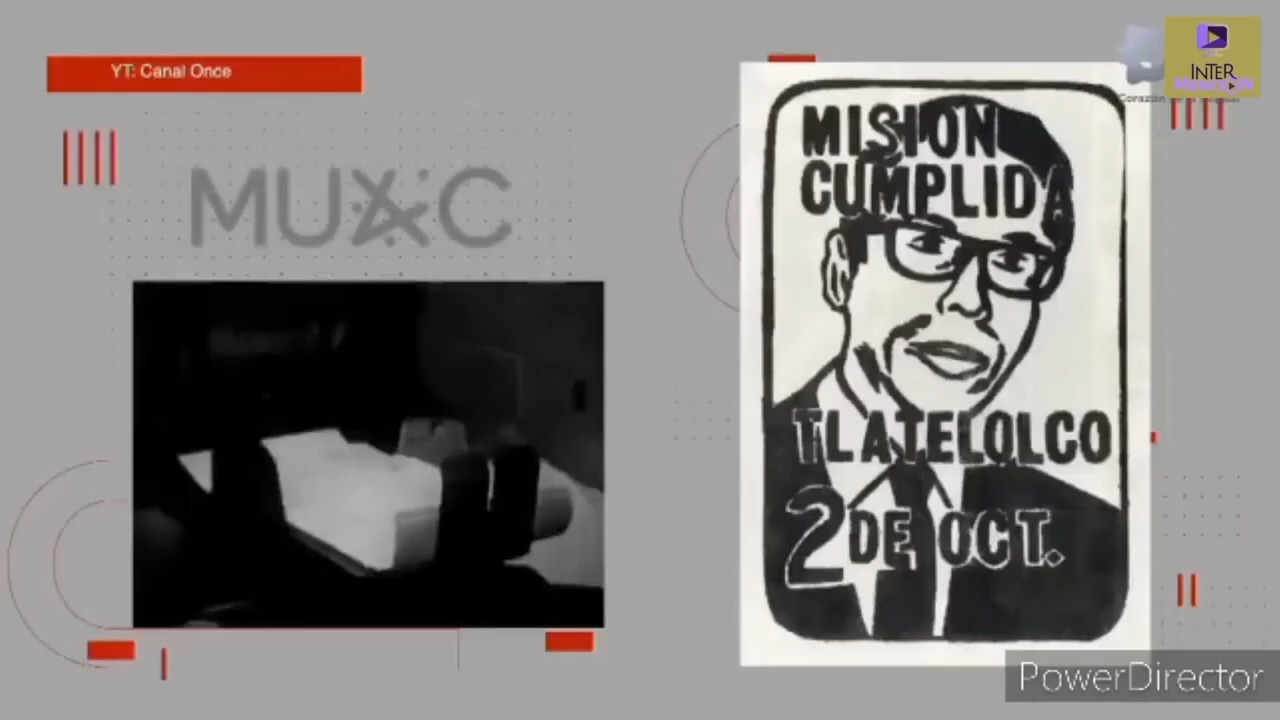 YT: Canal Once
MUAC
MISION
CUMPLIDA
TLATELOLCO
2 DE OCT.
INTER
PowerDirector